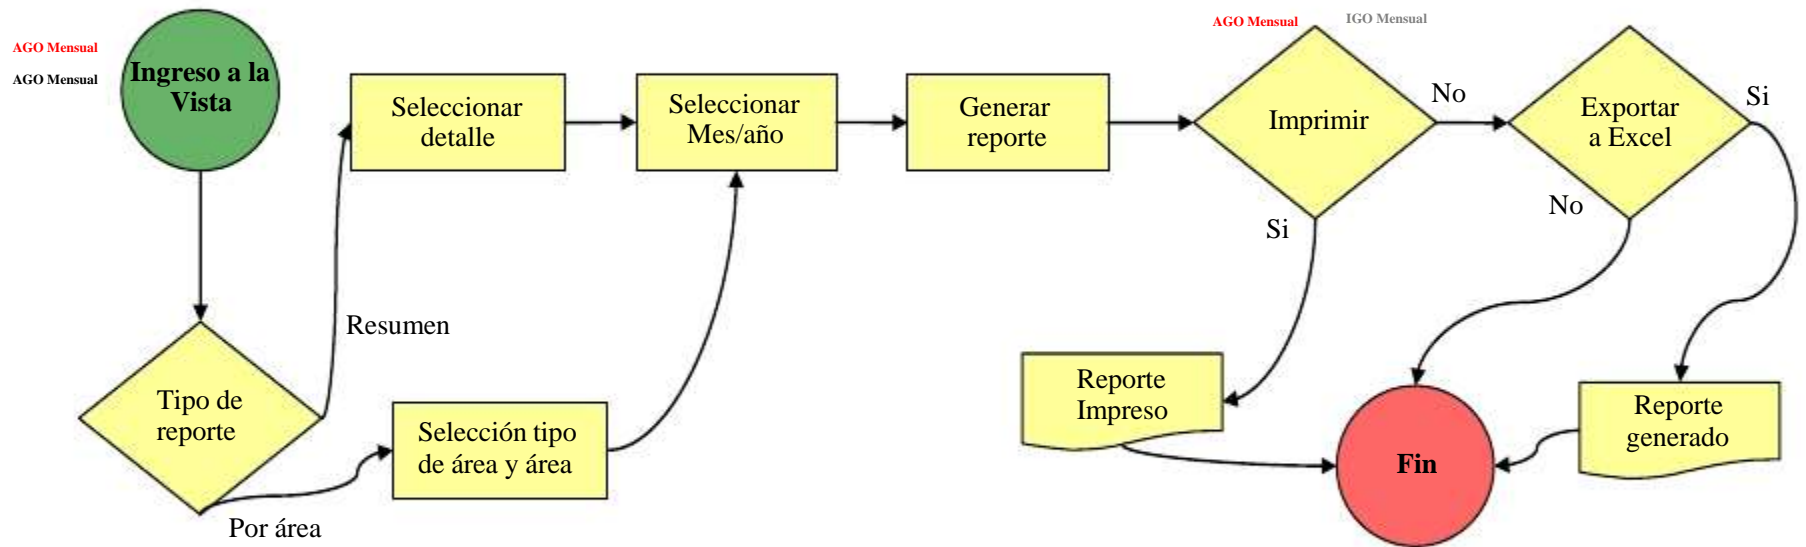 AGO Mensual
AGO Mensual
Ingreso a la
Vista
Seleccionar
detalle
Seleccionar
Mes/año
Generar
reporte
AGO Mensual
IGO Mensual
Imprimir
No
Exportar
a Excel
Si
No
Si
Resumen
Tipo de
reporte
Selección tipo
de área y área
Por área
Reporte
Impreso
Fin
Reporte
generado